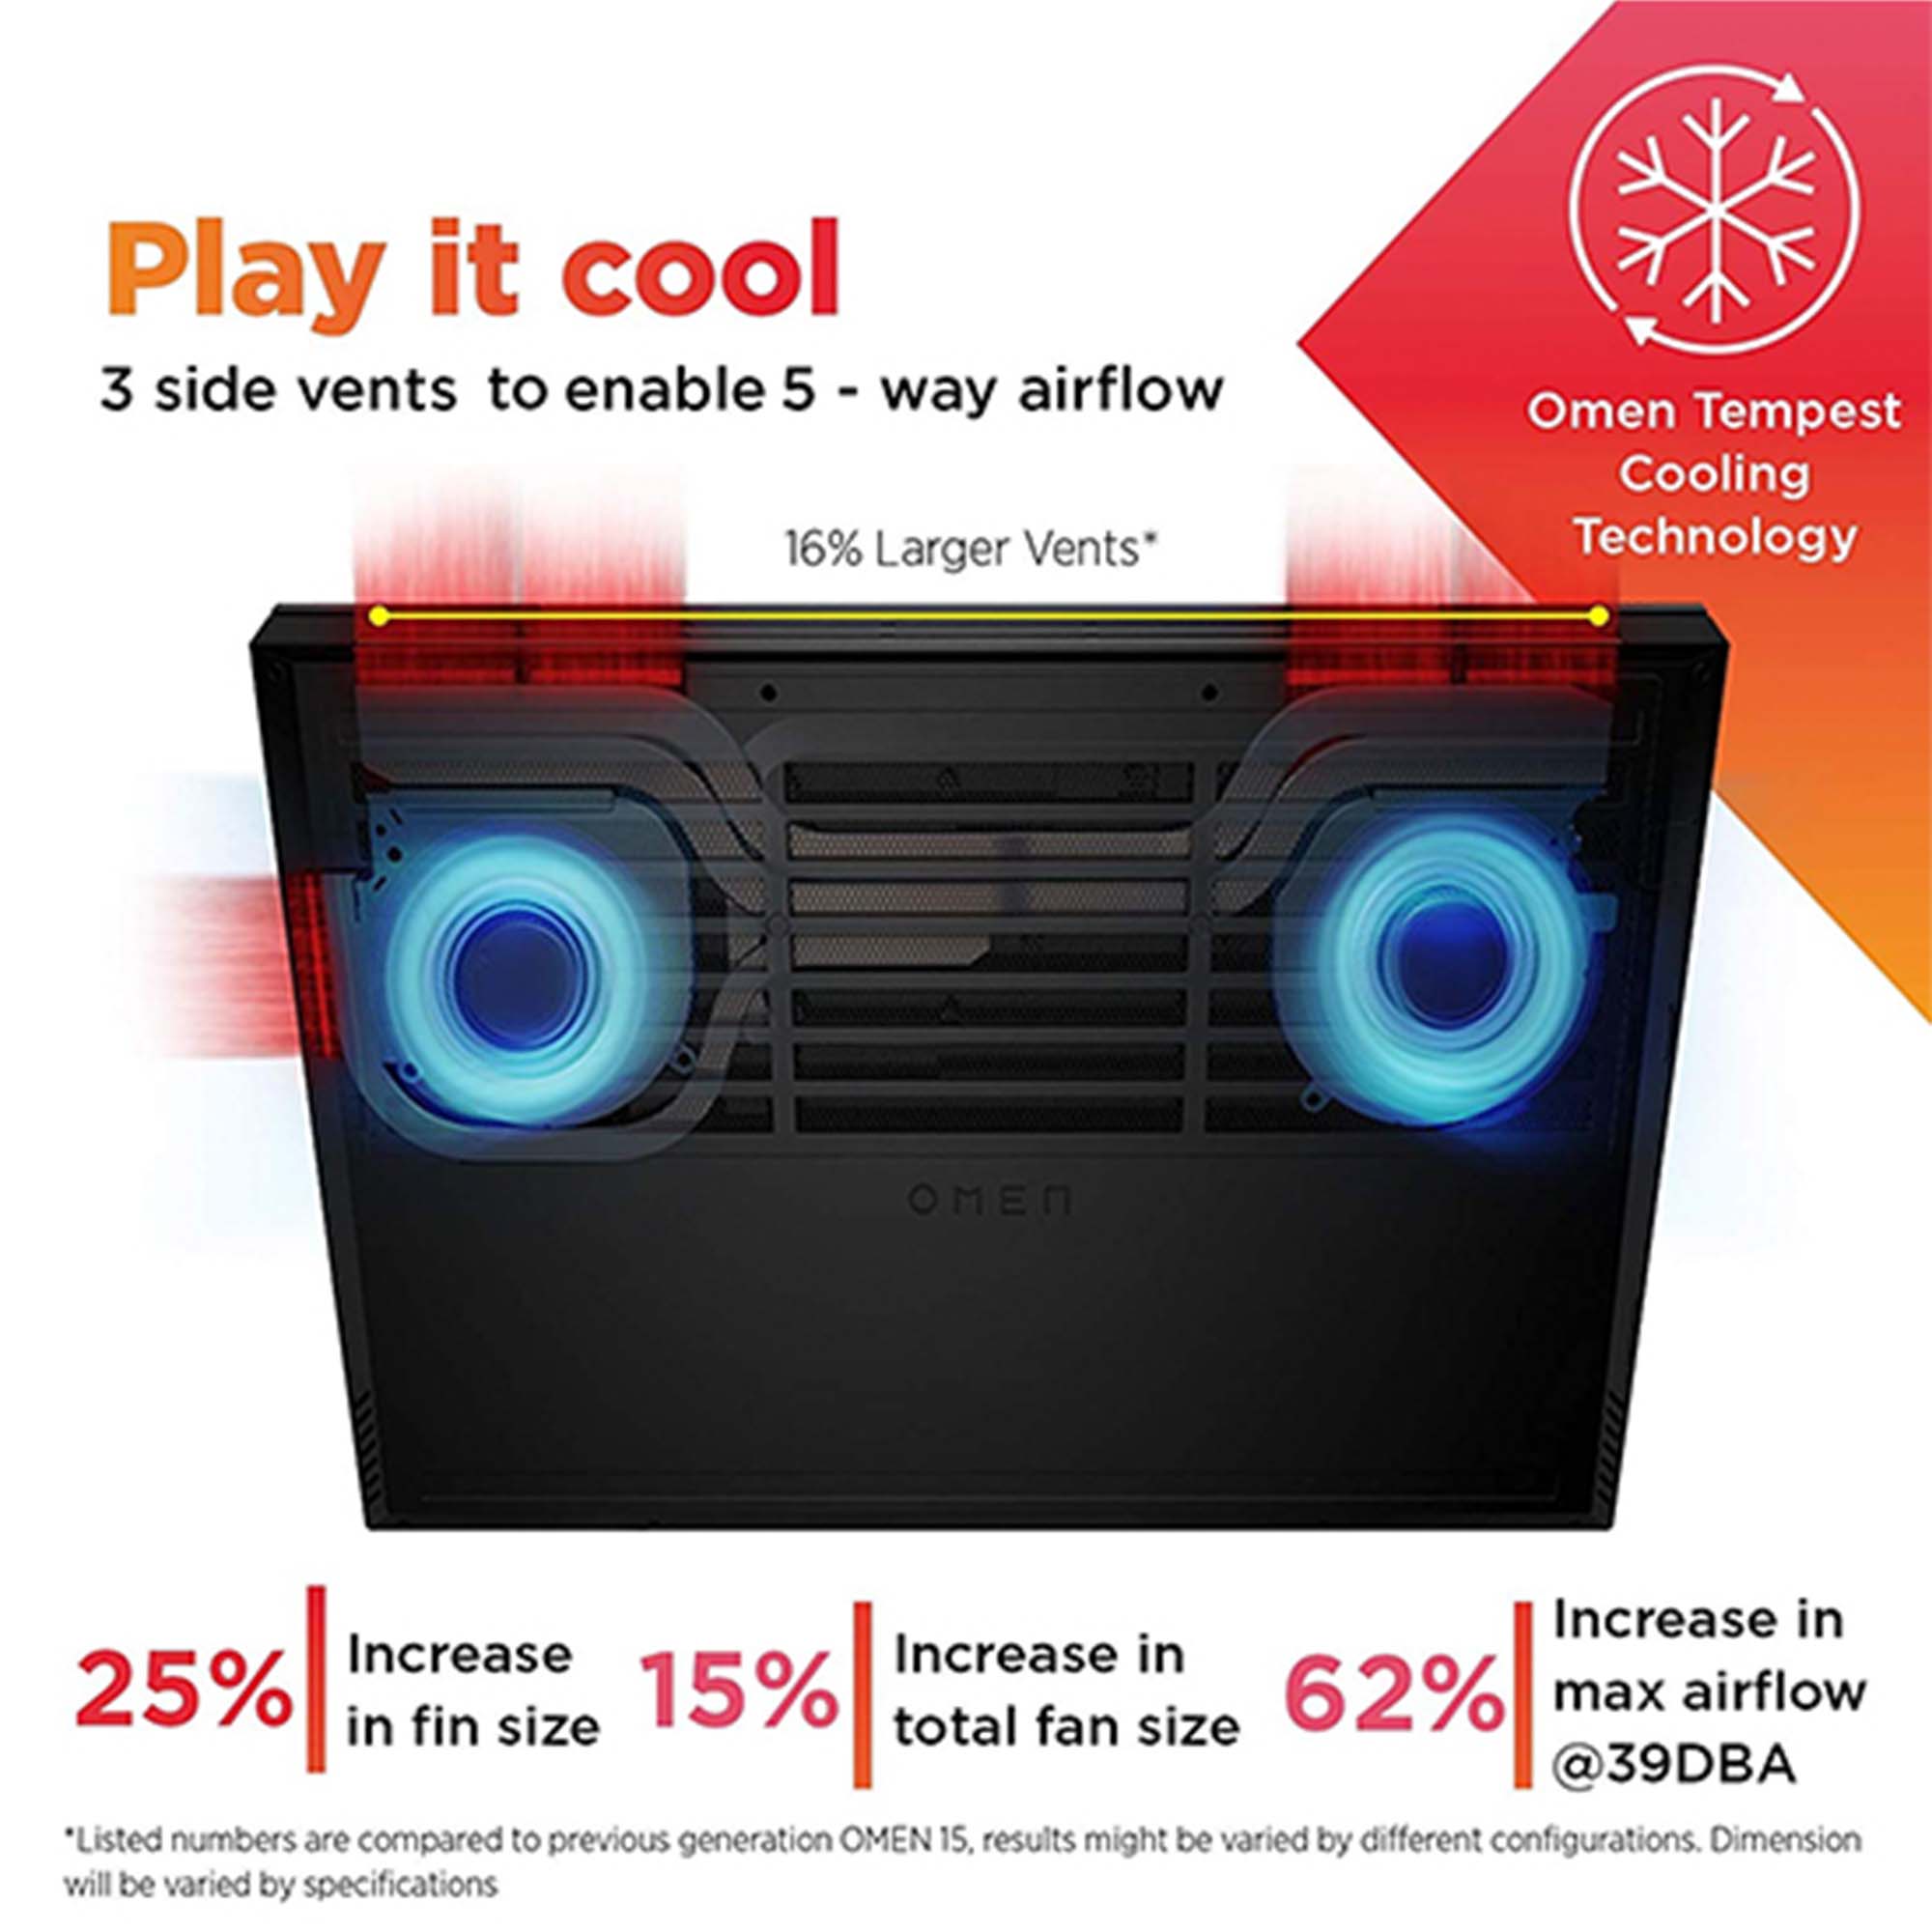 Play it cool
3 side vents to enable 5 - way airflow
Omen Tempest
Cooling
Technology
16% Larger Vents*
OMEN
25%
Increase
in fin size
15%
Increase in
total fan size
62%
Increase in
max airflow
@39DBA
*Listed numbers are compared to previous generation OMEN 15, results might be varied by different configurations. Dimension
will be varied by specifications